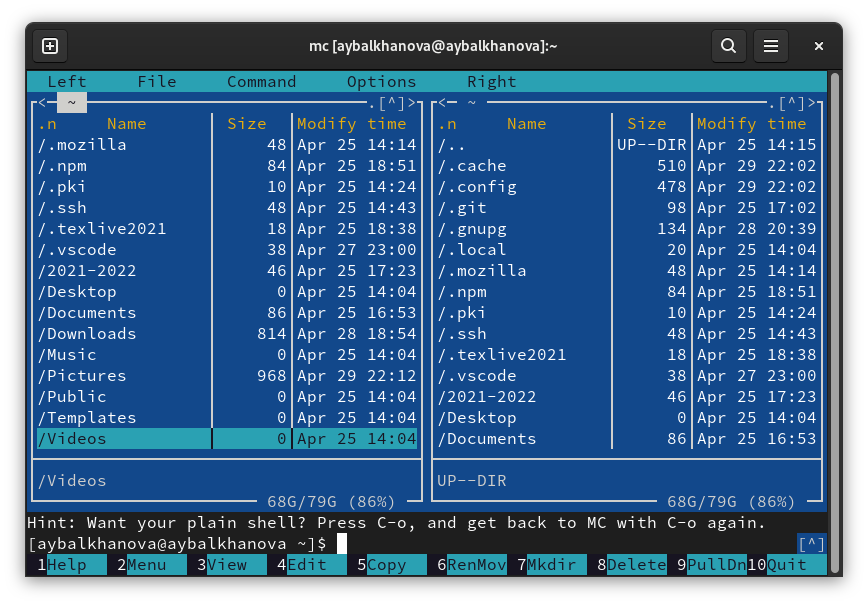 mc [aybalkhanova@aybalkhanova]:~
Left File Command Options Right
<- ~ .[^]> <- ~ .[^]>
.n Name Size Modify time .n Name Size Modify time
/.mozilla 48 Apr 25 14:14 /.. UP--DIR Apr 25 14:15
/.npm 84 Apr 25 18:51 /.cache 510 Apr 29 22:02
/.pki 10 Apr 25 14:24 /.config 478 Apr 29 22:02
/.ssh 48 Apr 25 14:43 /.git 98 Apr 25 17:02
/.texlive2021 18 Apr 25 18:38 /.gnupg 134 Apr 28 20:39
/.vscode 38 Apr 27 23:00 /.local 20 Apr 25 14:04
/2021-2022 46 Apr 25 17:23 /.mozilla 48 Apr 25 14:14
/Desktop 0 Apr 25 14:04 /.npm 84 Apr 25 18:51
/Documents 86 Apr 25 16:53 /.pki 10 Apr 25 14:24
/Downloads 814 Apr 28 18:54 /.ssh 48 Apr 25 14:43
/Music 0 Apr 25 14:04 /.texlive2021 18 Apr 25 18:38
/Pictures 968 Apr 29 22:12 /.vscode 38 Apr 27 23:00
/Public 0 Apr 25 14:04 /2021-2022 46 Apr 25 17:23
/Templates 0 Apr 25 14:04 /Desktop 0 Apr 25 14:04
/Videos 0 Apr 25 14:04 /Documents 86 Apr 25 16:53
/Videos UP--DIR
68G/79G (86%) 68G/79G (86%)
Hint: Want your plain shell? Press C-o, and get back to MC with C-o again.
[aybalkhanova@aybalkhanova ~]$ [^]
1Help 2Menu 3View 4Edit 5Copy 6RenMov 7Mkdir 8Delete 9PullDn 10Quit